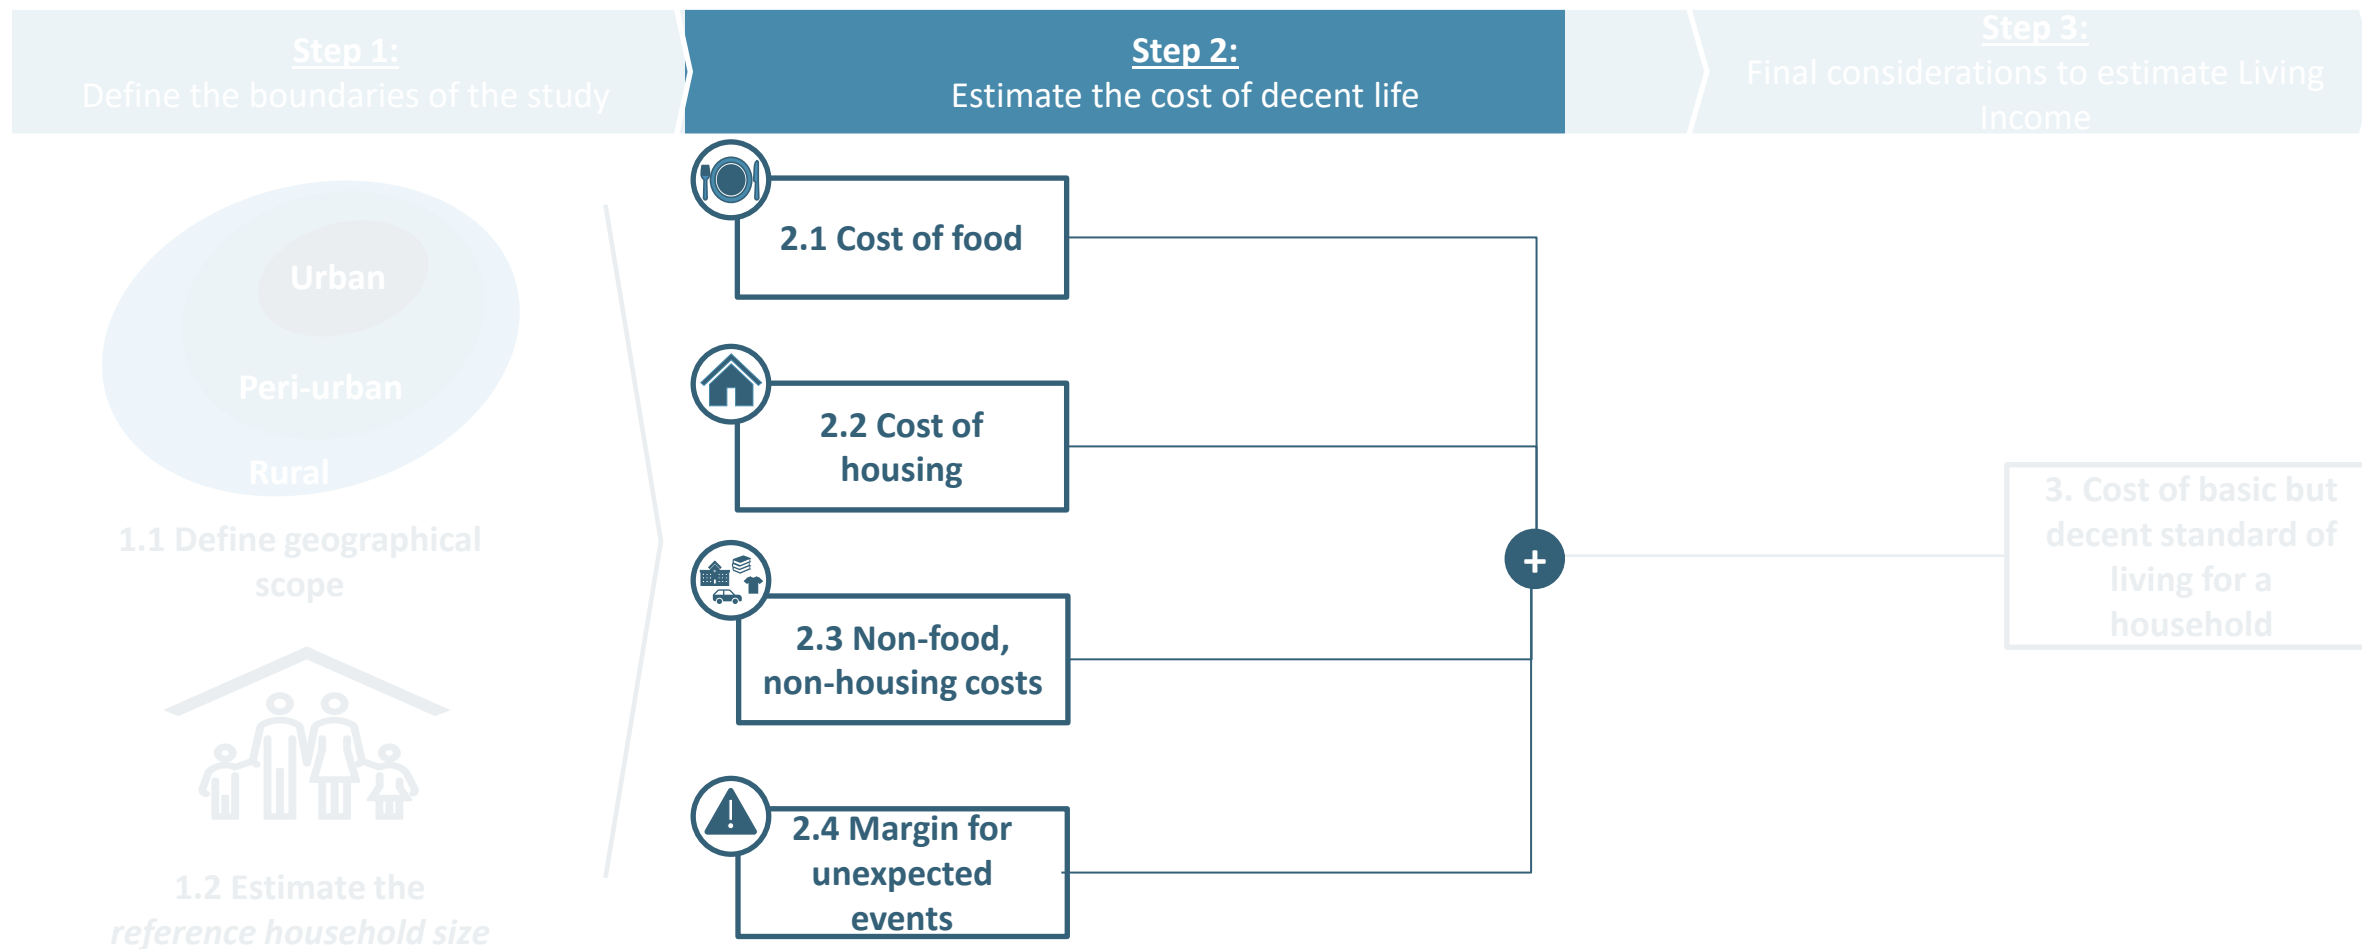 Step 1:
Define the boundaries of the study
Step 2:
Estimate the cost of decent life
Step 3:
Final considerations to estimate Living
Income
Urban
Peri-urban
Rural
1.1 Define geographical
scope
1.2 Estimate the
reference household size
2.1 Cost of food
2.2 Cost of
housing
2.3 Non-food,
non-housing costs
2.4 Margin for
unexpected
events
+
3. Cost of basic but
decent standard of
living for a
household